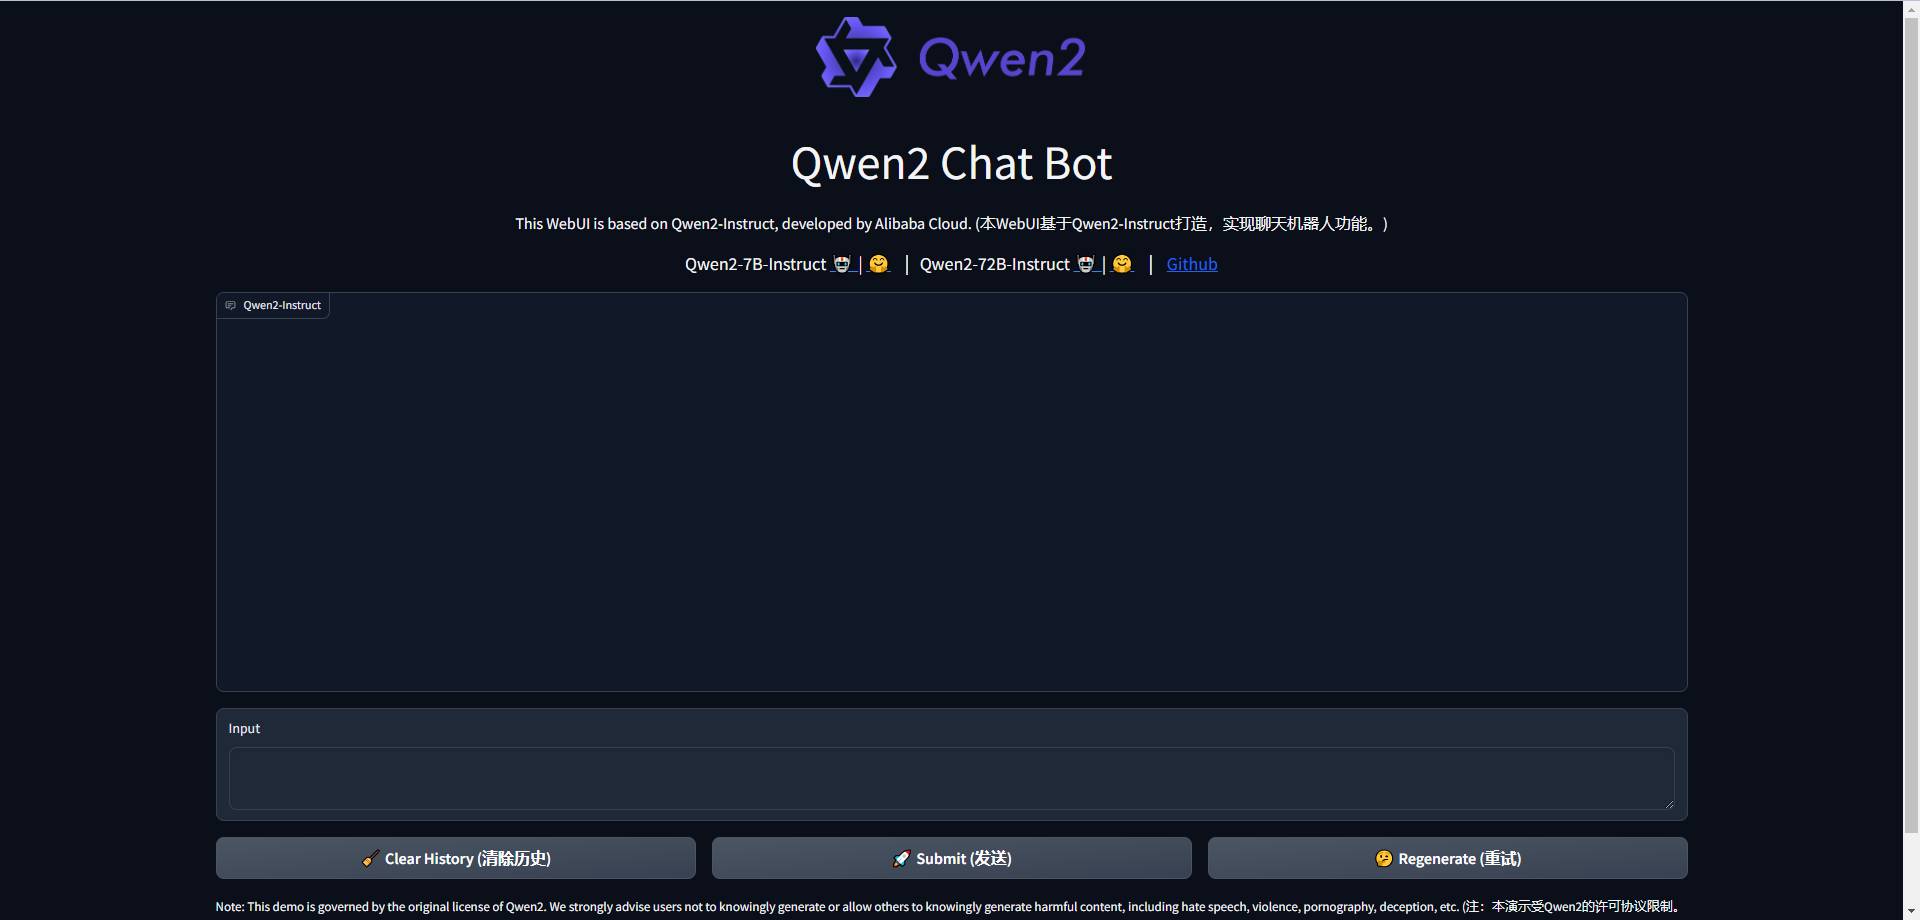 Qwen2
Qwen2 Chat Bot
This WebUI is based on Qwen2-Instruct, developed by Alibaba Cloud. (本WebUI基于Qwen2-Instruct打造，实现聊天机器人功能。)
Qwen2-7B-Instruct 🤖 | 🤗 | Qwen2-72B-Instruct 🤖 | 🤗 | Github
Qwen2-Instruct
Input
🧹 Clear History (清除历史)
🚀 Submit (发送)
🤔 Regenerate (重试)
Note: This demo is governed by the original license of Qwen2. We strongly advise users not to knowingly generate or allow others to knowingly generate harmful content, including hate speech, violence, pornography, deception, etc. (注：本演示受Qwen2的许可协议限制。